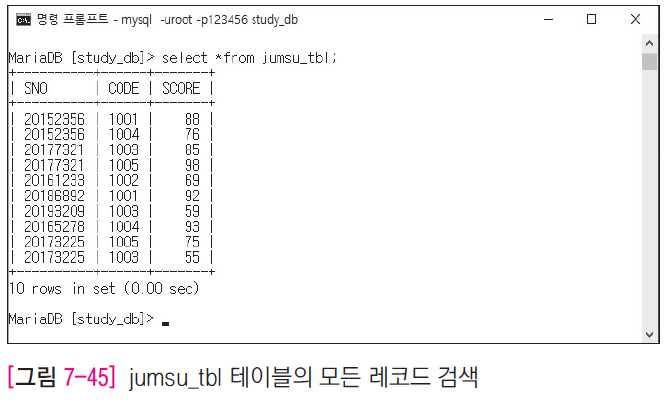 명령 프롬프트 - mysql -uroot -p123456 study_db
MariaDB [study_db]> select *from jumsu_tbl;
+----------+------+-------+
| SNO      | CODE | SCORE |
+----------+------+-------+
| 20152356 | 1001 |    88 |
| 20152356 | 1004 |    76 |
| 20177321 | 1003 |    85 |
| 20177321 | 1005 |    98 |
| 20161233 | 1002 |    69 |
| 20186892 | 1001 |    92 |
| 20193209 | 1003 |    59 |
| 20165278 | 1004 |    93 |
| 20173225 | 1005 |    75 |
| 20173225 | 1003 |    55 |
+----------+------+-------+
10 rows in set (0.00 sec)
MariaDB [study_db]> _
[그림 7-45] jumsu_tbl 테이블의 모든 레코드 검색